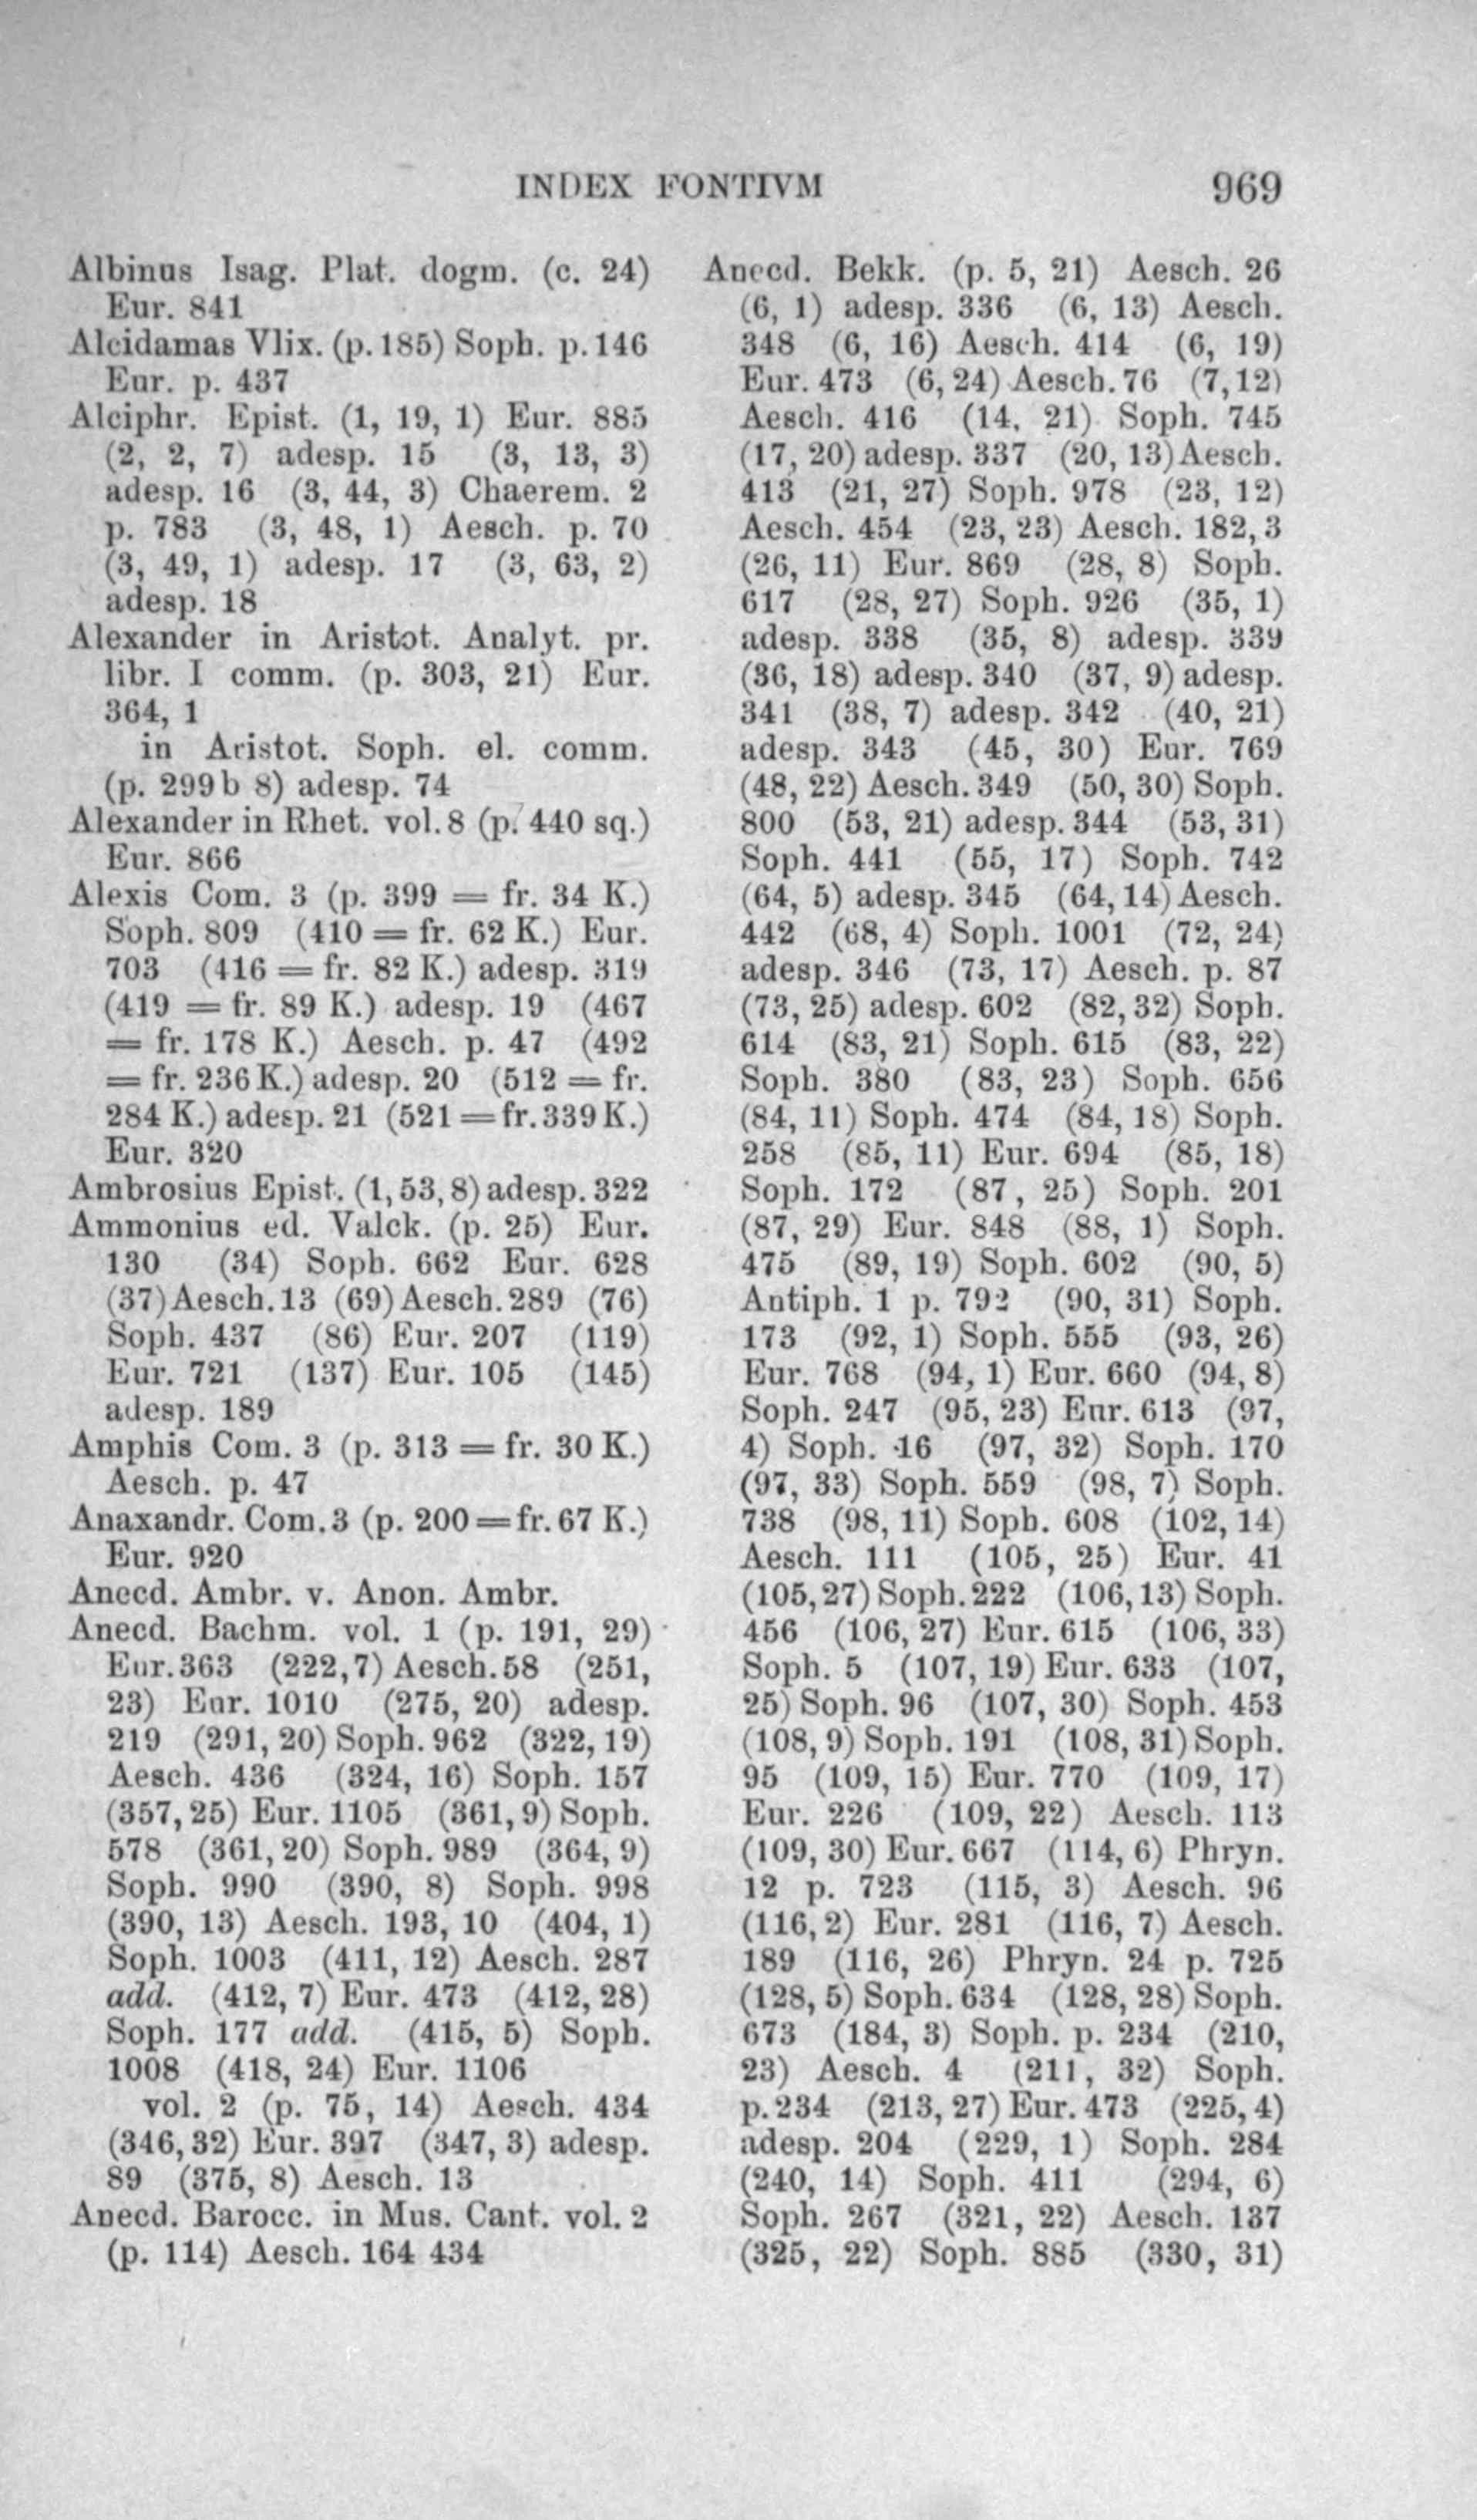 INDEX FONTIVM 969
Albinus Isag. Plat. dogm. (c. 24)
Eur. 841
Alcidamas Vlix. (p. 185) Soph. p. 146
Eur. p. 437
Alciphr. Epist. (1, 19, 1) Eur. 885
(2, 2, 7) adesp. 15 (3, 13, 3)
adesp. 16 (3, 44, 3) Chaerem. 2
p. 783 (3, 48, 1) Aesch. p. 70
(3, 49, 1) adesp. 17 (3, 63, 2)
adesp. 18
Alexander in Aristot. Analyt. pr.
libr. I comm. (p. 303, 21) Eur.
364, 1
in Aristot. Soph. el. comm.
(p. 299 b 8) adesp. 74
Alexander in Rhet. vol. 8 (p. 440 sq.)
Eur. 866
Alexis Com. 3 (p. 399 = fr. 34 K.)
Soph. 809 (410 = fr. 62 K.) Eur.
703 (416 = fr. 82 K.) adesp. 319
(419 = fr. 89 K.) adesp. 19 (467
= fr. 178 K.) Aesch. p. 47 (492
= fr. 236 K.) adesp. 20 (512 = fr.
284 K.) adesp. 21 (521 = fr. 339 K.)
Eur. 320
Ambrosius Epist. (1, 53, 8) adesp. 322
Ammonius ed. Valck. (p. 25) Eur.
130 (34) Soph. 662 Eur. 628
(37) Aesch. 13 (69) Aesch. 289 (76)
Soph. 437 (86) Eur. 207 (119)
Eur. 721 (137) Eur. 105 (145)
adesp. 189
Amphis Com. 3 (p. 313 = fr. 30 K.)
Aesch. p. 47
Anaxandr. Com. 3 (p. 200 = fr. 67 K.)
Eur. 920
Anecd. Ambr. v. Anon. Ambr.
Anecd. Bachm. vol. 1 (p. 191, 29)
Eur. 363 (222, 7) Aesch. 58 (251,
23) Eur. 1010 (275, 20) adesp.
219 (291, 20) Soph. 962 (322, 19)
Aesch. 436 (324, 16) Soph. 157
(357, 25) Eur. 1105 (361, 9) Soph.
578 (361, 20) Soph. 989 (364, 9)
Soph. 990 (390, 8) Soph. 998
(390, 13) Aesch. 193, 10 (404, 1)
Soph. 1003 (411, 12) Aesch. 287
add. (412, 7) Eur. 473 (412, 28)
Soph. 177 add. (415, 5) Soph.
1008 (418, 24) Eur. 1106
vol. 2 (p. 75, 14) Aesch. 434
(346, 32) Eur. 397 (347, 3) adesp.
89 (375, 8) Aesch. 13
Anecd. Barocc. in Mus. Cant. vol. 2
(p. 114) Aesch. 164 434
Anecd. Bekk. (p. 5, 21) Aesch. 26
(6, 1) adesp. 336 (6, 13) Aesch.
348 (6, 16) Aesch. 414 (6, 19)
Eur. 473 (6, 24) Aesch. 76 (7, 12)
Aesch. 416 (14, 21) Soph. 745
(17, 20) adesp. 337 (20, 13) Aesch.
413 (21, 27) Soph. 978 (23, 12)
Aesch. 454 (23, 23) Aesch. 182, 3
(26, 11) Eur. 869 (28, 8) Soph.
617 (28, 27) Soph. 926 (35, 1)
adesp. 338 (35, 8) adesp. 339
(36, 18) adesp. 340 (37, 9) adesp.
341 (38, 7) adesp. 342 (40, 21)
adesp. 343 (45, 30) Eur. 769
(48, 22) Aesch. 349 (50, 30) Soph.
800 (53, 21) adesp. 344 (53, 31)
Soph. 441 (55, 17) Soph. 742
(64, 5) adesp. 345 (64, 14) Aesch.
442 (68, 4) Soph. 1001 (72, 24)
adesp. 346 (73, 17) Aesch. p. 87
(73, 25) adesp. 602 (82, 32) Soph.
614 (83, 21) Soph. 615 (83, 22)
Soph. 380 (83, 23) Soph. 656
(84, 11) Soph. 474 (84, 18) Soph.
258 (85, 11) Eur. 694 (85, 18)
Soph. 172 (87, 25) Soph. 201
(87, 29) Eur. 848 (88, 1) Soph.
475 (89, 19) Soph. 602 (90, 5)
Antiph. 1 p. 792 (90, 31) Soph.
173 (92, 1) Soph. 555 (93, 26)
Eur. 768 (94, 1) Eur. 660 (94, 8)
Soph. 247 (95, 23) Eur. 613 (97,
4) Soph. 16 (97, 32) Soph. 170
(97, 33) Soph. 559 (98, 7) Soph.
738 (98, 11) Soph. 608 (102, 14)
Aesch. 111 (105, 25) Eur. 41
(105, 27) Soph. 222 (106, 13) Soph.
456 (106, 27) Eur. 615 (106, 33)
Soph. 5 (107, 19) Eur. 633 (107,
25) Soph. 96 (107, 30) Soph. 453
(108, 9) Soph. 191 (108, 31) Soph.
95 (109, 15) Eur. 770 (109, 17)
Eur. 226 (109, 22) Aesch. 113
(109, 30) Eur. 667 (114, 6) Phryn.
12 p. 723 (115, 3) Aesch. 96
(116, 2) Eur. 281 (116, 7) Aesch.
189 (116, 26) Phryn. 24 p. 725
(128, 5) Soph. 634 (128, 28) Soph.
673 (184, 3) Soph. p. 234 (210,
23) Aesch. 4 (211, 32) Soph.
p. 234 (213, 27) Eur. 473 (225, 4)
adesp. 204 (229, 1) Soph. 284
(240, 14) Soph. 411 (294, 6)
Soph. 267 (321, 22) Aesch. 137
(325, 22) Soph. 885 (330, 31)